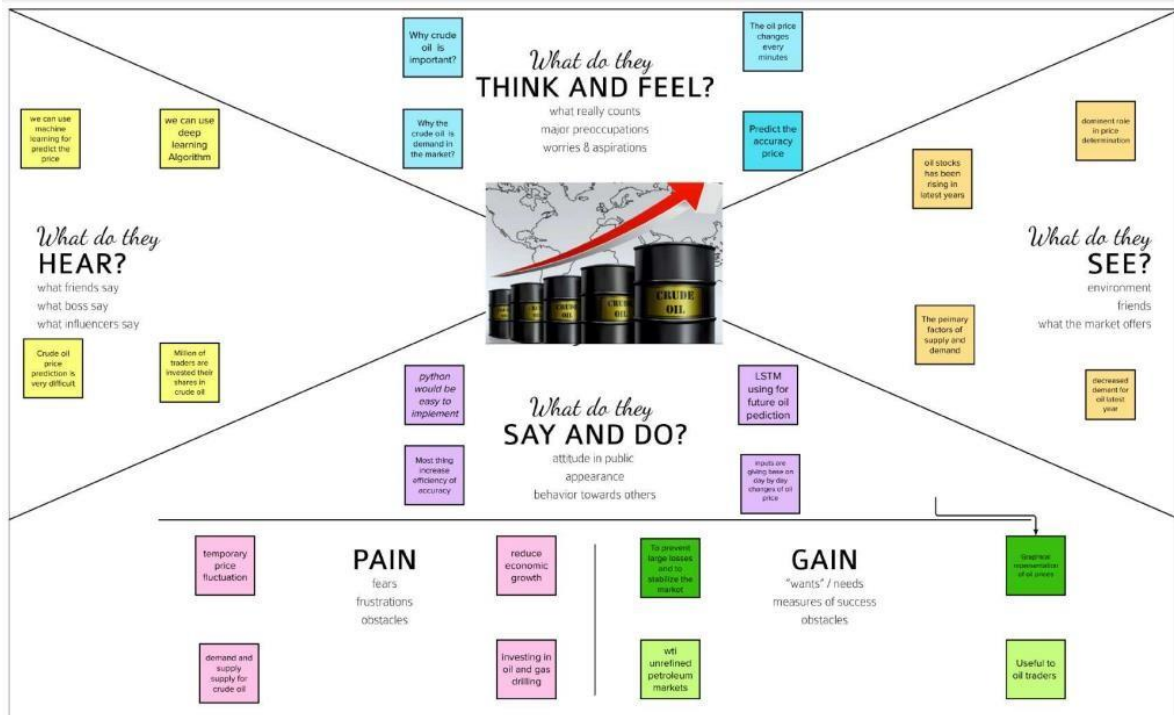 Why crude
oil is
important?
The oil price
changes
every
minutes
What do they
THINK AND FEEL?
what really counts
major preoccupations
worries & aspirations
Why the
crude oil is
demand in
the market?
Predict the
accuracy
price
we can use
machine
learning for
predict the
price
we can use
deep
learning
Algorithm
What do they
HEAR?
what friends say
what boss say
what influencers say
Crude oil
price
prediction is
very difficult
Million of
traders are
invested their
shares in
crude oil
dominent role
in price
determination
oil stocks
has been
rising in
latest years
What do they
SEE?
environment
friends
what the market offers
The peimary
factors of
supply and
demand
decreased
demant for
oil latest
year
CRUDE
OIL
CRUDE
OIL
python
would be
easy to
implement
LSTM
using for
future oil
pediction
What do they
SAY AND DO?
attitude in public
appearance
behavior towards others
Most thing
increase
efficiency of
accuracy
inputs are
giving base on
day by day
changes of oil
price
temporary
price
fluctuation
PAIN
fears
frustrations
obstacles
reduce
economic
growth
demand and
supply
supply for
crude oil
investing in
oil and gas
drilling
To prevent
large losses
and to
stabilize the
market
GAIN
"wants" / needs
measures of success
obstacles
Graphical
of oil prices
wti
unrefined
petroleum
markets
Useful to
oil traders